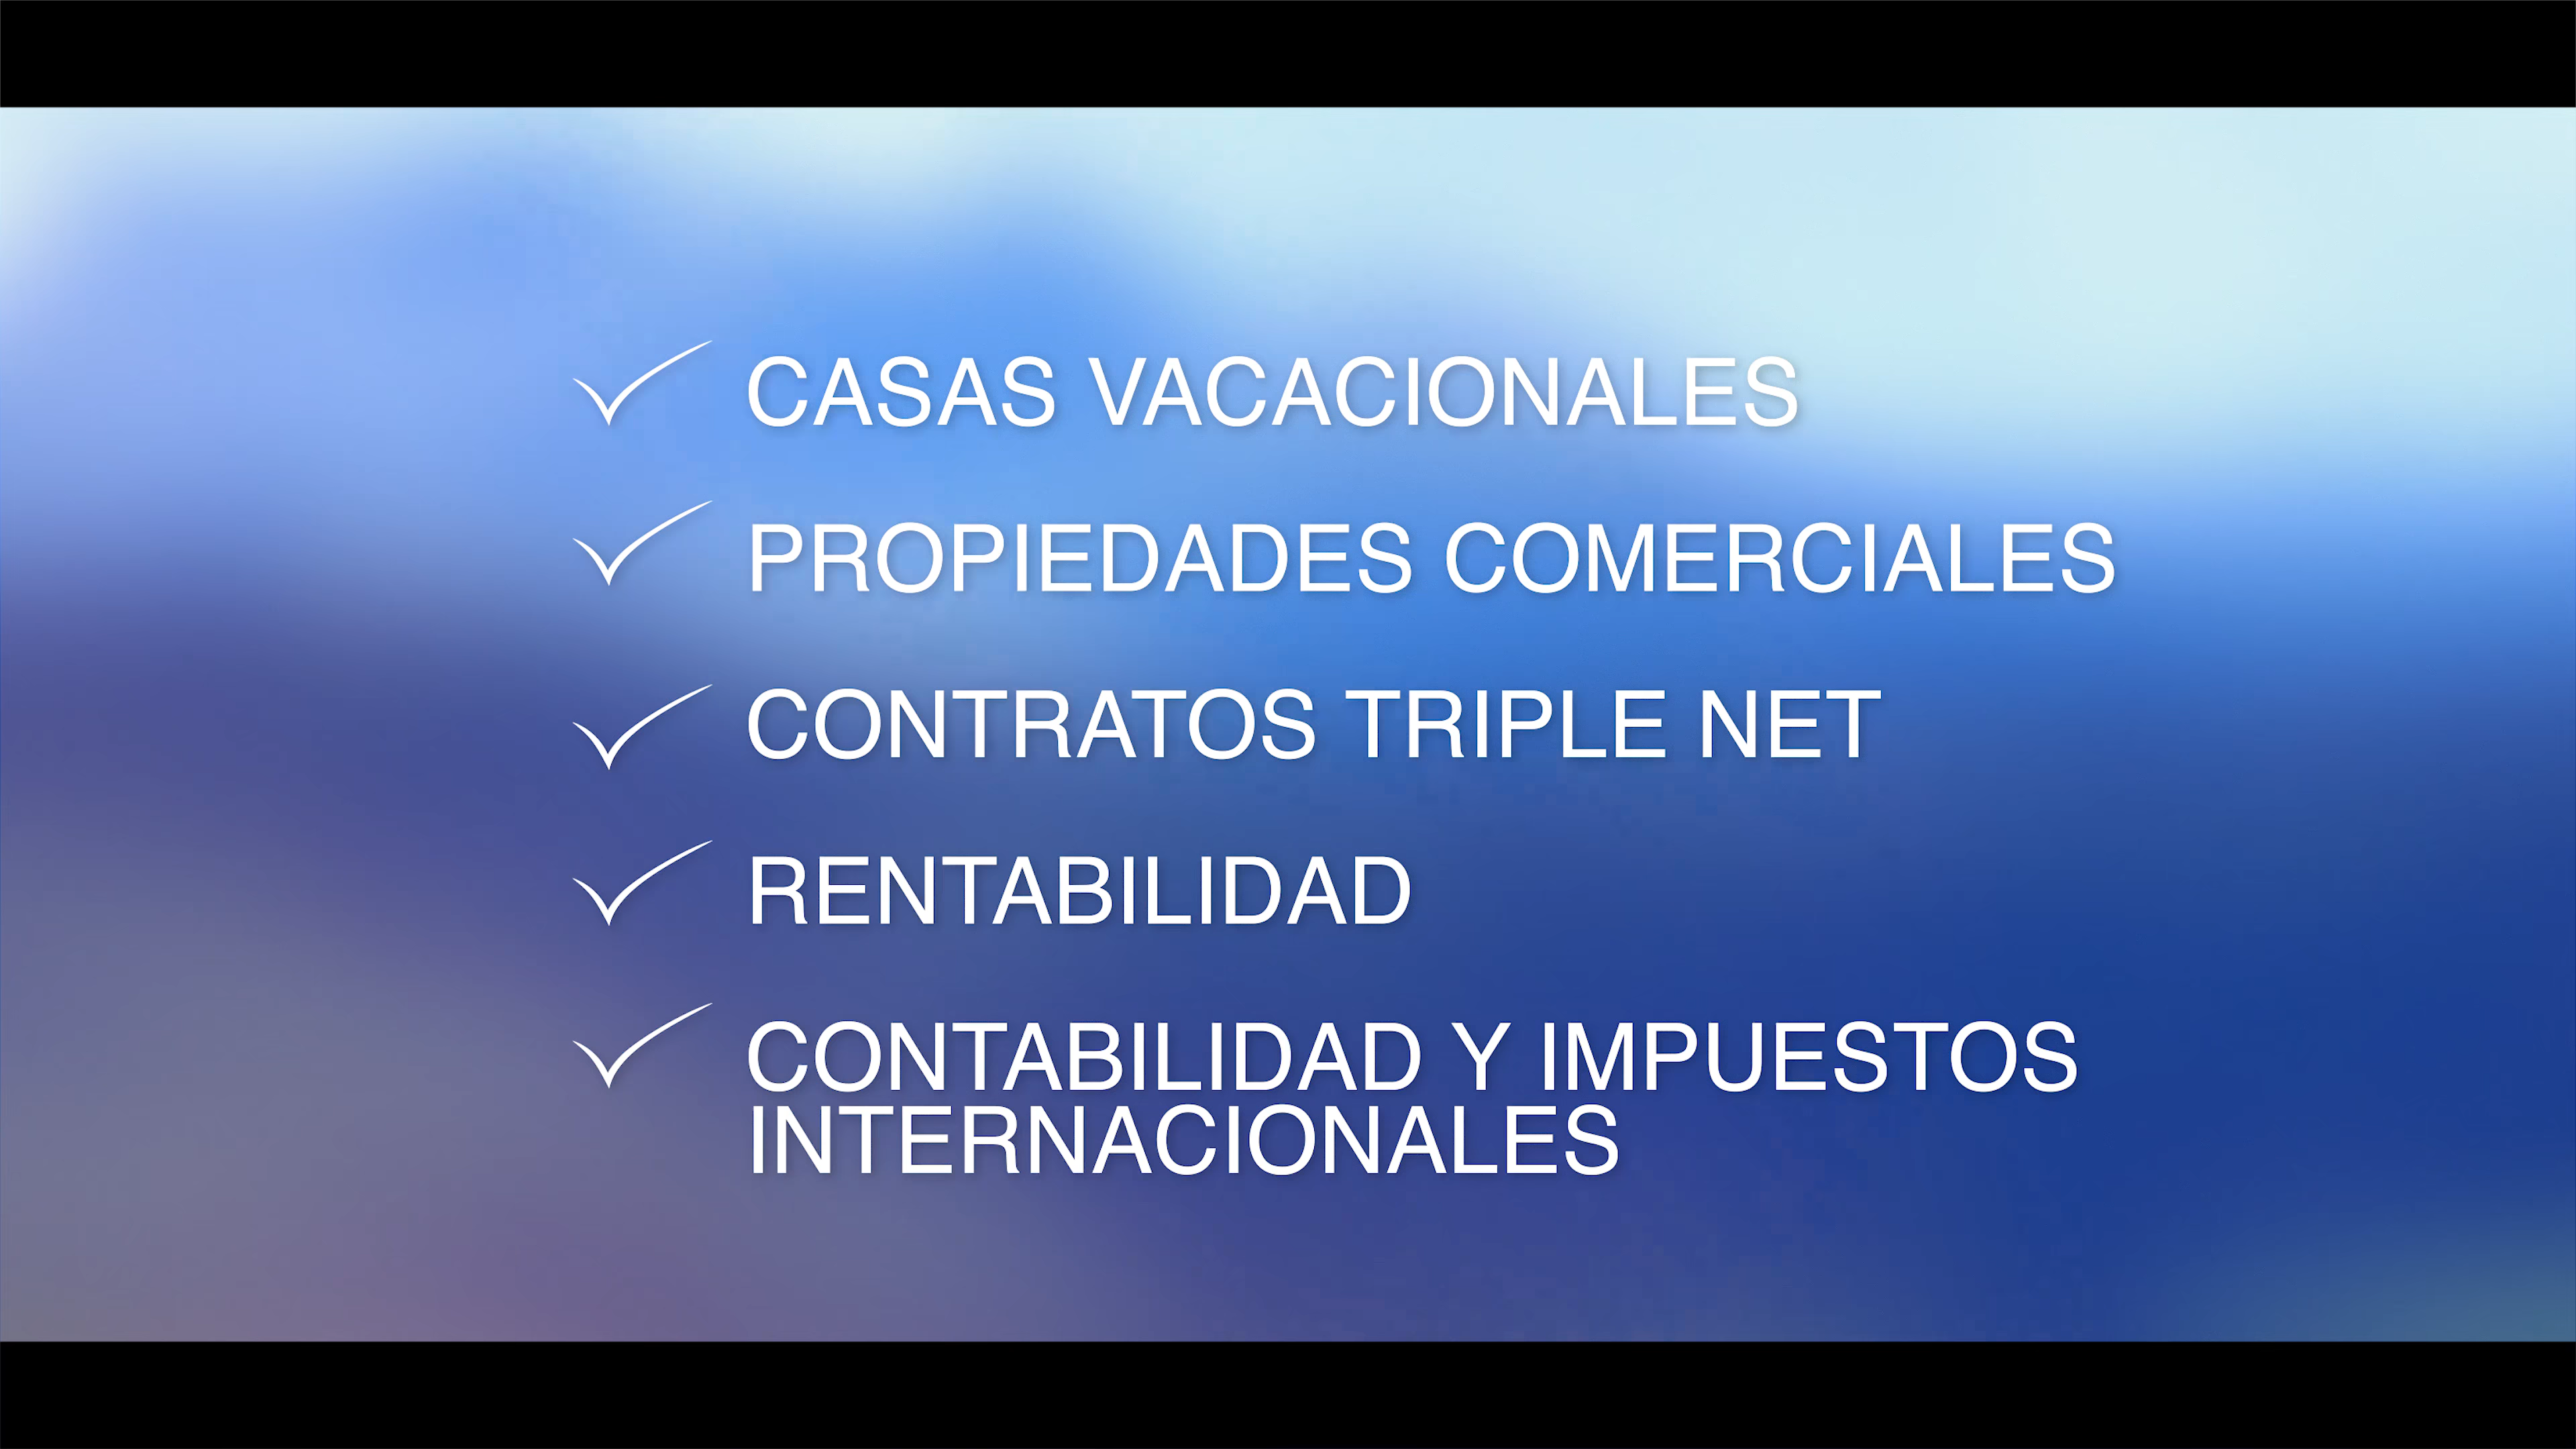 CASAS VACACIONALES
PROPIEDADES COMERCIALES
CONTRATOS TRIPLE NET
RENTABILIDAD
CONTABILIDAD Y IMPUESTOS
INTERNACIONALES